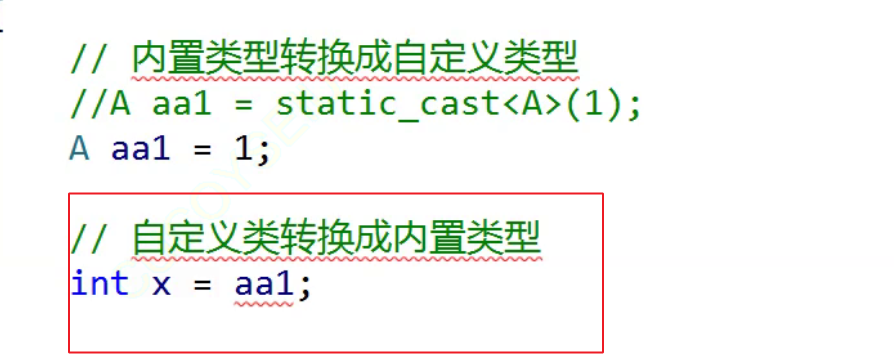 // 内置类型转换成自定义类型
//A aa1 = static_cast<A>(1);
A aa1 = 1;
// 自定义类转换成内置类型
int x = aa1;